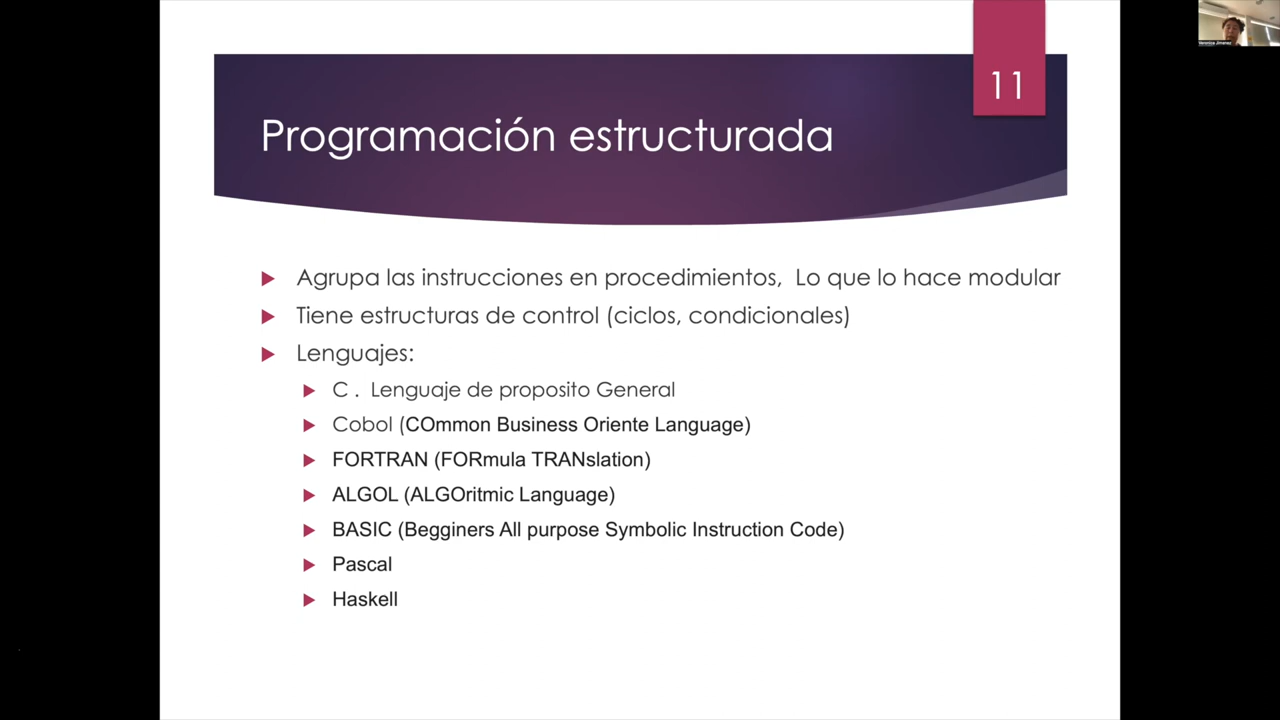 11
Programación estructurada
Agrupa las instrucciones en procedimientos, Lo que lo hace modular
Tiene estructuras de control (ciclos, condicionales)
Lenguajes:
C . Lenguaje de proposito General
Cobol (COmmon Business Oriente Language)
FORTRAN (FORmula TRANslation)
ALGOL (ALGOritmic Language)
BASIC (Begginers All purpose Symbolic Instruction Code)
Pascal
Haskell